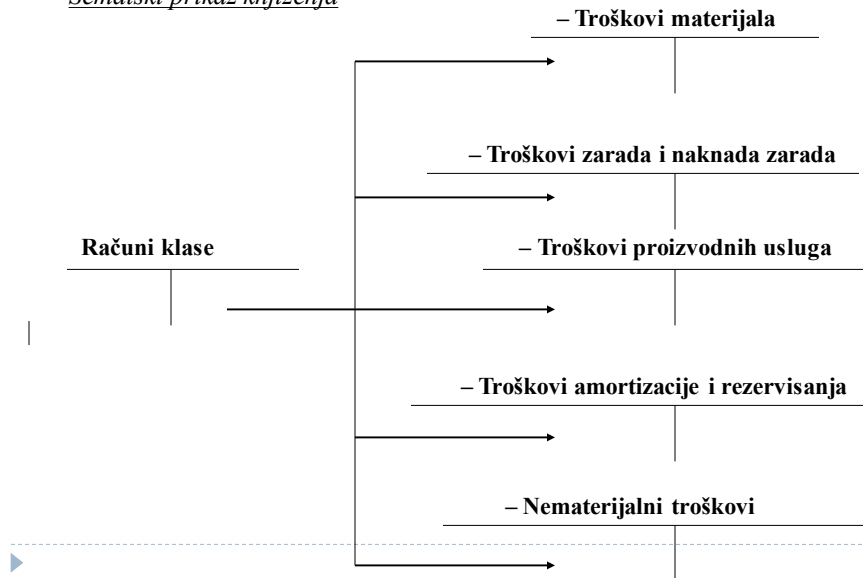 Šematski prikaz knjiženja
– Troškovi materijala
– Troškovi zarada i naknada zarada
Računi klase
– Troškovi proizvodnih usluga
– Troškovi amortizacije i rezervisanja
– Nematerijalni troškovi